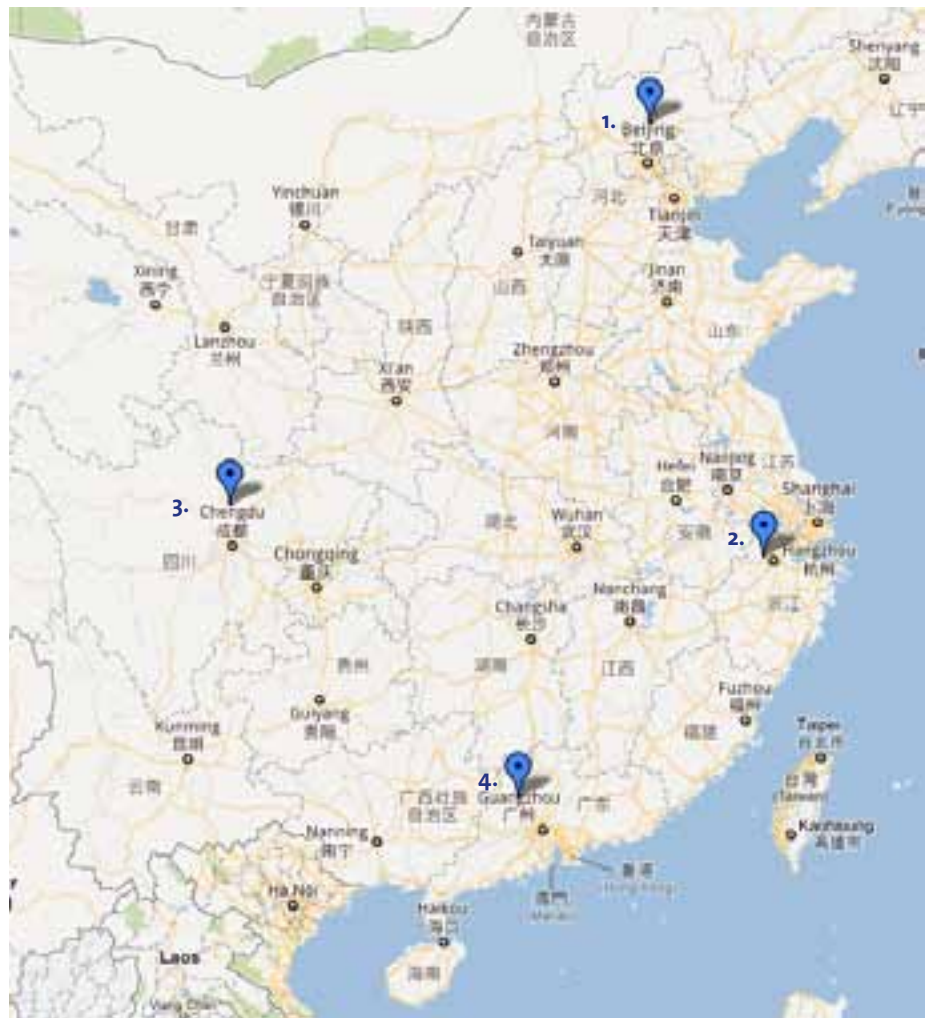 内蒙古
自治区
Shenyang
沈阳
辽宁
1.
Beijing
北京
河北
Tianjin
天津
Yinchuan
银川
甘肃
Taiyuan
太原
Xining
西宁
宁夏回族
自治区
山西
Jinan
济南
Lanzhou
兰州
陕西
山东
Zhengzhou
郑州
Xi'an
西安
河南
Hefei
合肥
Nanjing
南京
江苏
Shanghai
上海
3.
Chengdu
成都
四川
湖北
Wuhan
武汉
安徽
2.
Hangzhou
杭州
浙江
Chongqing
重庆
Nanchang
南昌
Changsha
长沙
贵州
湖南
江西
Guiyang
贵阳
Fuzhou
福州
福建
Kunming
昆明
云南
Taipei
台北市
台灣
(Taiwan)
4.
Guangzhou
广州
广东
广西壮族
自治区
Nanning
南宁
Kaohsiung
高雄市
香港
(Hong Kong)
澳門
(Macau)
Hà Nội
Haikou
海口
海南
Laos
Viang Chan